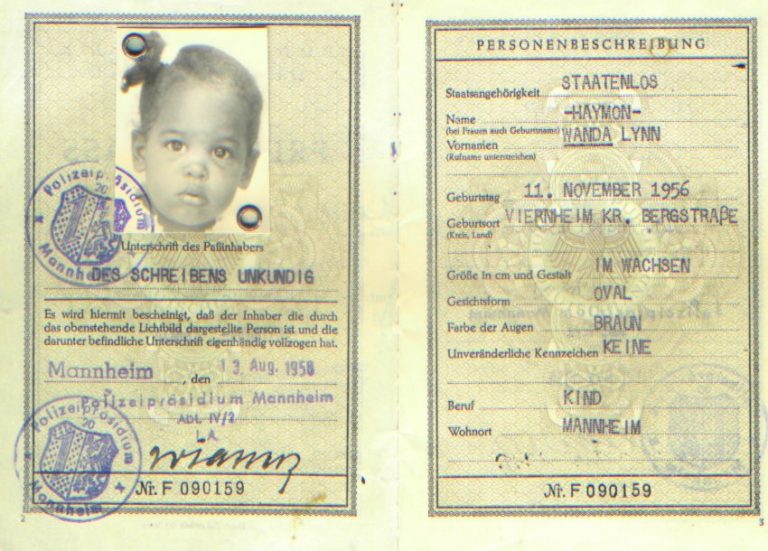 Polizeipräsidium
20
Mannheim
Unterschrift des Paßinhabers
DES SCHREIBENS UNKUNDIG
Es wird hiermit bescheinigt, daß der Inhaber die durch
das obenstehende Lichtbild dargestellte Person ist und die
darunter befindliche Unterschrift eigenhändig vollzogen hat.
Mannheim, den 13. Aug. 1958
Polizeipräsidium Mannheim
Abt. IV/2
I.A.
Polizeipräsidium
20
Mannheim
Nr. F 090159
2
PERSONENBESCHREIBUNG
Staatsangehörigkeit STAATENLOS
Name -HAYMON-
(bei Frauen auch Geburtsname) WANDA LYNN
Vornamen
(Rufname unterstreichen)
Geburtstag 11. NOVEMBER 1956
Geburtsort VIERNHEIM KR. BERGSTRAßE
(Kreis, Land)
Größe in cm und Gestalt IM WACHSEN
Gesichtsform OVAL
Farbe der Augen BRAUN
Unveränderliche Kennzeichen KEINE
Beruf KIND
Wohnort MANNHEIM
Nr. F 090159
3